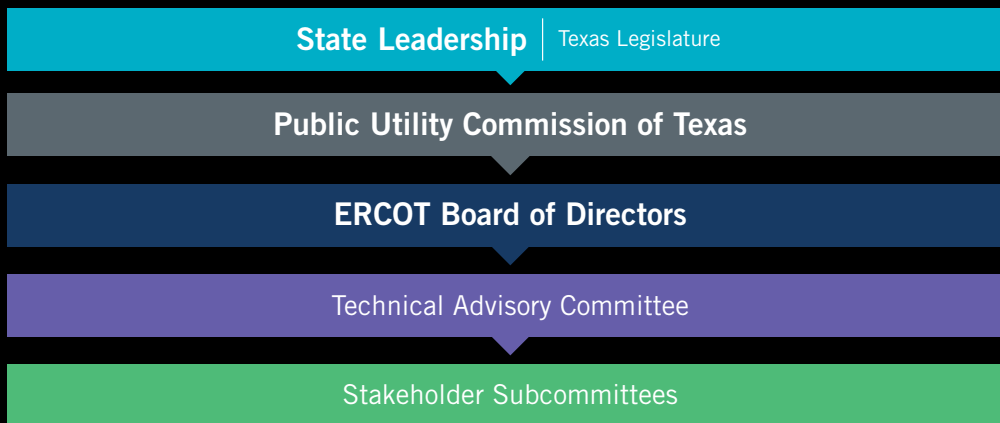 State Leadership | Texas Legislature
Public Utility Commission of Texas
ERCOT Board of Directors
Technical Advisory Committee
Stakeholder Subcommittees